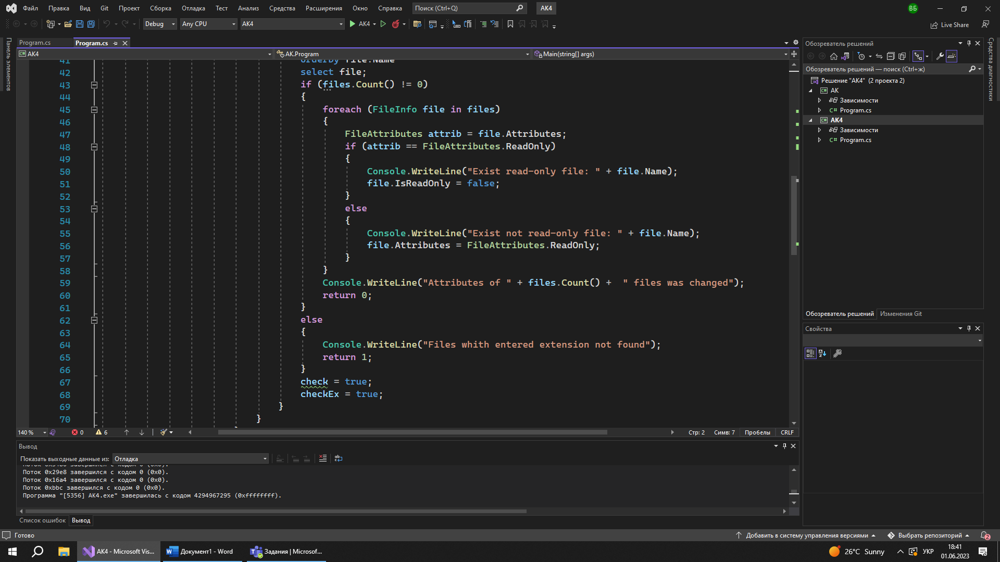 Файл Правка Вид Git Проект Сборка Отладка Тест Анализ Средства Расширения Окно Справка Поиск (Ctrl+Q) AK4 ВБ
Debug Any CPU AK4 AK4 Live Share
Панель элементов
Program.cs Program.cs
AK4 AK.Program Main(string[] args)
41 orderby file.Name
42 select file;
43 if (files.Count() != 0)
44 {
45 foreach (FileInfo file in files)
46 {
47 FileAttributes attrib = file.Attributes;
48 if (attrib == FileAttributes.ReadOnly)
49 {
50 Console.WriteLine("Exist read-only file: " + file.Name);
51 file.IsReadOnly = false;
52 }
53 else
54 {
55 Console.WriteLine("Exist not read-only file: " + file.Name);
56 file.Attributes = FileAttributes.ReadOnly;
57 }
58 }
59 Console.WriteLine("Attributes of " + files.Count() +  " files was changed");
60 return 0;
61 }
62 else
63 {
64 Console.WriteLine("Files whith entered extension not found");
65 return 1;
66 }
67 check = true;
68 checkEx = true;
69 }
70 }
140 % 0 6 Стр: 2 Симв: 7 Пробелы CRLF
Вывод
Показать выходные данные из: Отладка
завершился с кодом 0 (0x0).
Поток 0x29e8 завершился с кодом 0 (0x0).
Поток 0x16a4 завершился с кодом 0 (0x0).
Поток 0xbbc завершился с кодом 0 (0x0).
Программа "[5356] AK4.exe" завершилась с кодом 4294967295 (0xffffffff).
Список ошибок Вывод
Обозреватель решений
Обозреватель решений — поиск (Ctrl+ж)
Решение "AK4" (2 проекта 2)
AK
Зависимости
C# Program.cs
AK4
Зависимости
C# Program.cs
Обозреватель решений Изменения Git
Свойства
Средства диагностики
Готово Добавить в систему управления версиями Выбрать репозиторий 2
AK4 - Microsoft Vis... Документ1 - Word Задания | Microsof... 26°C Sunny УКР 18:41
01.06.2023